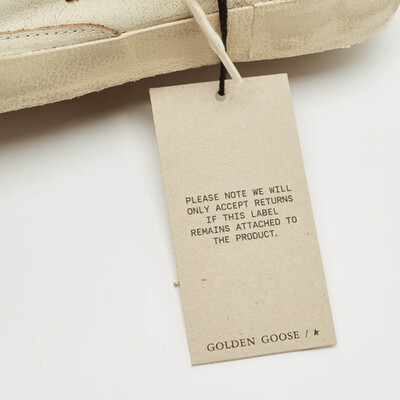 PLEASE NOTE WE WILL
ONLY ACCEPT RETURNS
IF THIS LABEL
REMAINS ATTACHED TO
THE PRODUCT.
GOLDEN GOOSE / ★